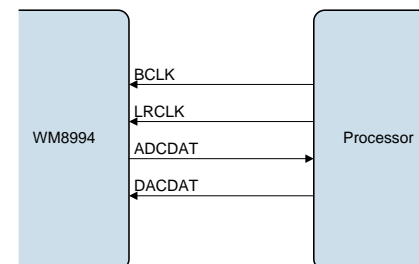 BCLK
LRCLK
WM8994
Processor
ADCDAT
DACDAT